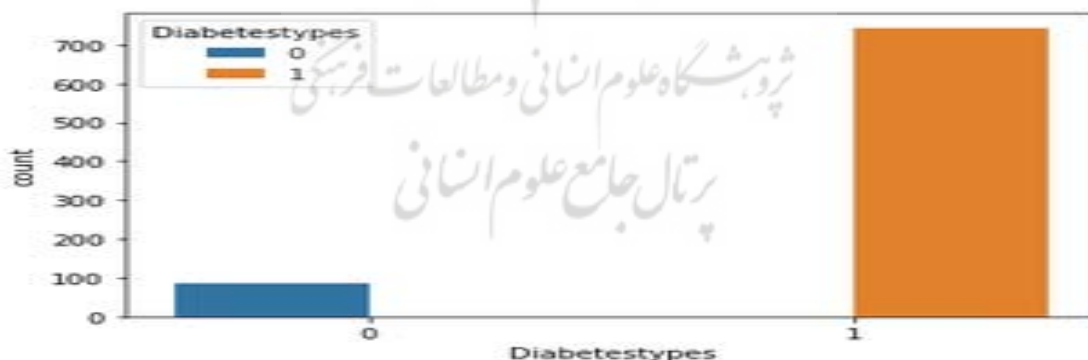 Diabetestypes
0
1
700
600
500
400
300
200
100
0
count
0
1
Diabetestypes
پژوهشگاه علوم انسانی و مطالعات فرهنگی
پرتال جامع علوم انسانی